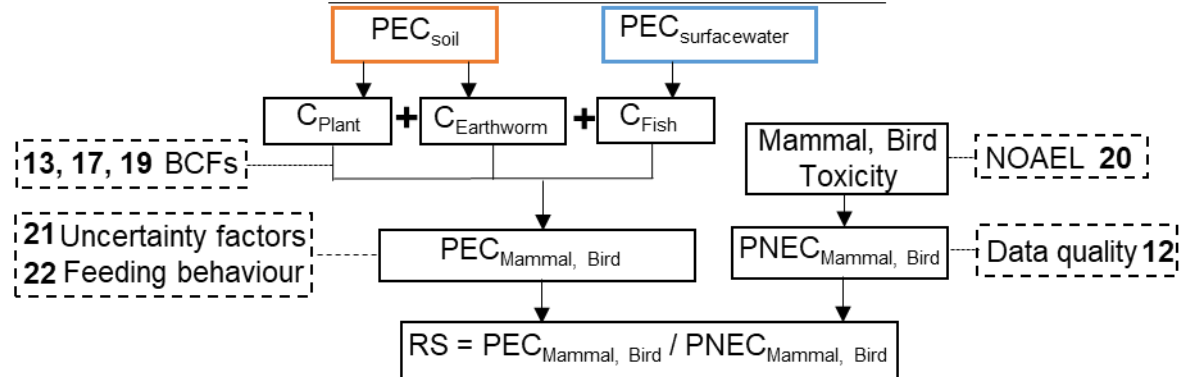 PECsoil
PECsurfacewater
CPlant + CEarthworm + CFish
13, 17, 19 BCFs
Mammal, Bird
Toxicity
NOAEL 20
21 Uncertainty factors
22 Feeding behaviour
PECMammal, Bird
PNECMammal, Bird
Data quality 12
RS = PECMammal, Bird / PNECMammal, Bird